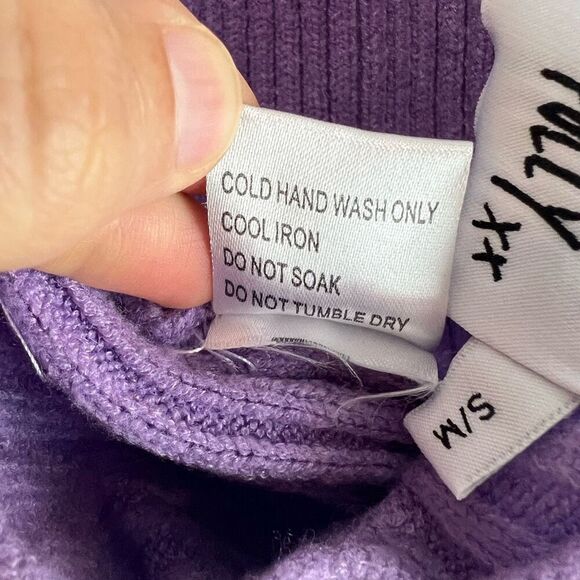 COLD HAND WASH ONLY
COOL IRON
DO NOT SOAK
DO NOT TUMBLE DRY
S/M